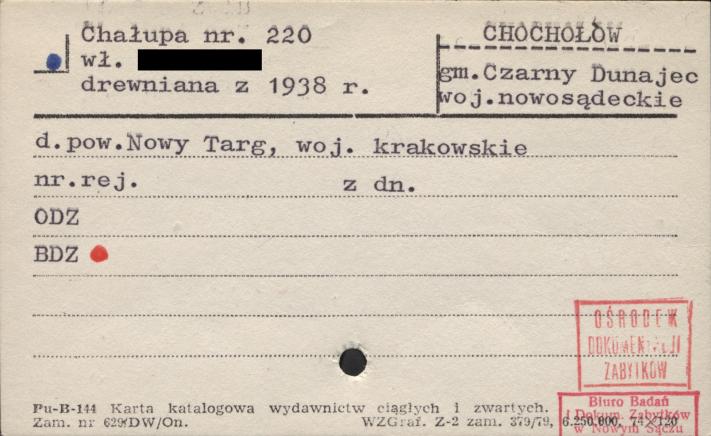 Chałupa nr. 220
wł.
drewniana z 1938 r.
CHOCHOŁÓW
gm.Czarny Dunajec
woj.nowosądeckie
d.pow.Nowy Targ, woj. krakowskie
nr.rej. z dn.
ODZ
BDZ
OŚRODEK
DOKUMENTACJI
ZABYTKÓW
Pu-B-144 Karta katalogowa wydawnictw ciągłych i zwartych.
Zam. nr 629/DW/On. WZGraf. Z-2 zam. 379/79, 6.250.000, 74×120
Biuro Badań
i Dokum. Zabytków
w Nowym Sączu